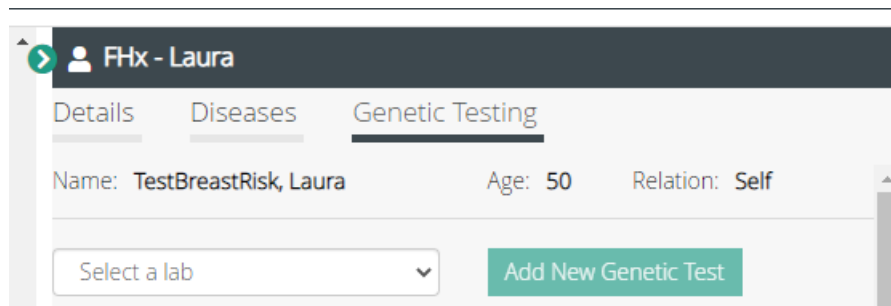 FHx - Laura
Details Diseases Genetic Testing
Name: TestBreastRisk, Laura Age: 50 Relation: Self
Select a lab Add New Genetic Test